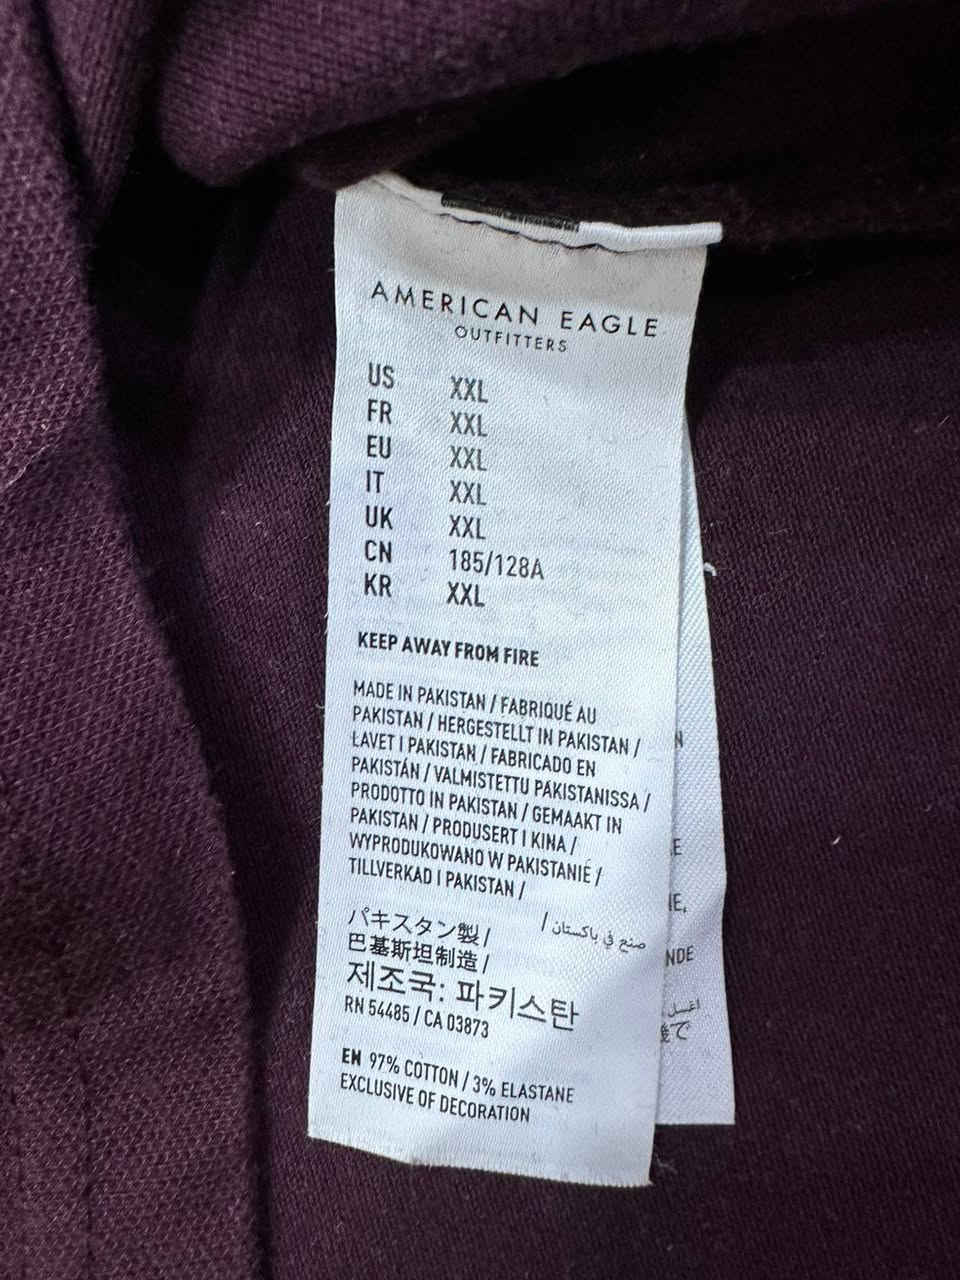 AMERICAN EAGLE
OUTFITTERS
US XXL
FR XXL
EU XXL
IT XXL
UK XXL
CN 185/128A
KR XXL
KEEP AWAY FROM FIRE
MADE IN PAKISTAN / FABRIQUÉ AU
PAKISTAN / HERGESTELLT IN PAKISTAN /
LAVET I PAKISTAN / FABRICADO EN
PAKISTÁN / VALMISTETTU PAKISTANISSA /
PRODOTTO IN PAKISTAN / GEMAAKT IN
PAKISTAN / PRODUSERT I KINA /
WYPRODUKOWANO W PAKISTANIE /
TILLVERKAD I PAKISTAN /
صنع في باكستان /
パキスタン製 /
巴基斯坦制造 /
제조국: 파키스탄
RN 54485 / CA 03873
EN 97% COTTON / 3% ELASTANE
EXCLUSIVE OF DECORATION